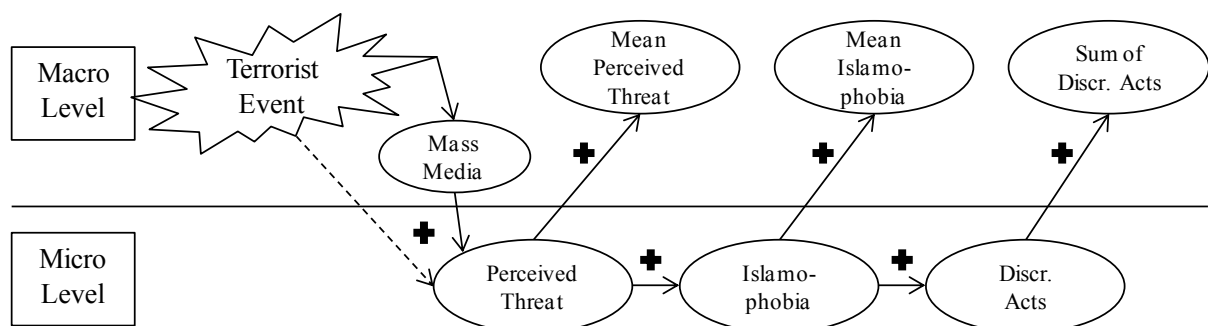 Macro
Level
Terrorist
Event
Mass
Media
Mean
Perceived
Threat
Mean
Islamo-
phobia
Sum of
Discr. Acts
Micro
Level
Perceived
Threat
Islamo-
phobia
Discr.
Acts